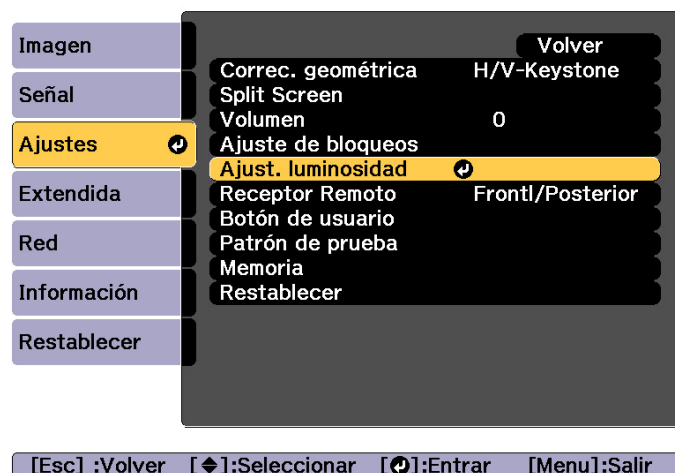 Imagen
Señal
Ajustes
Extendida
Red
Información
Restablecer
Volver
Correc. geométrica H/V-Keystone
Split Screen
Volumen 0
Ajuste de bloqueos
Ajust. luminosidad
Receptor Remoto Frontl/Posterior
Botón de usuario
Patrón de prueba
Memoria
Restablecer
[Esc] :Volver [◆]:Seleccionar [↲]:Entrar [Menu]:Salir